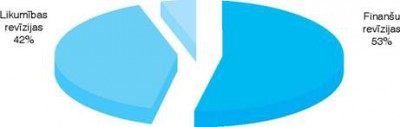 Likumības
revīzijas
42%
Finanšu
revīzijas
53%